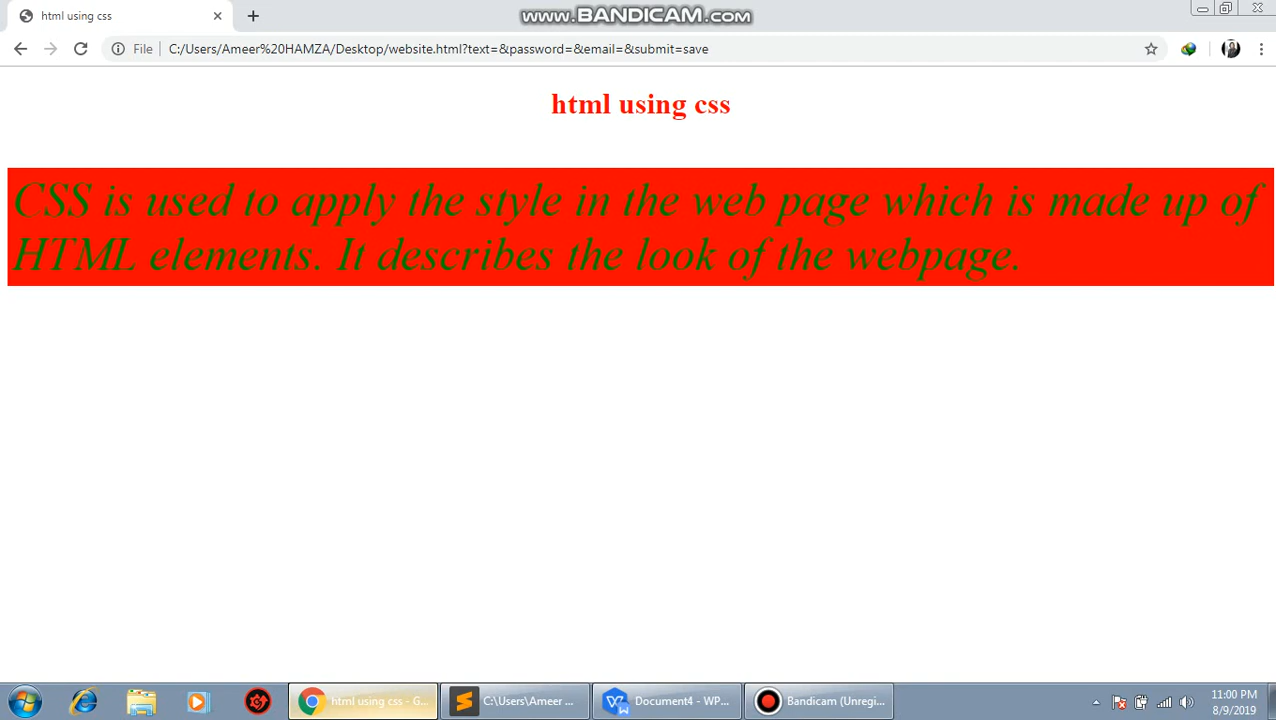 html using css
www.BANDICAM.com
File C:/Users/Ameer%20HAMZA/Desktop/website.html?text=&password=&email=&submit=save
html using css
CSS is used to apply the style in the web page which is made up of
HTML elements. It describes the look of the webpage.
html using css - G...
C:\Users\Ameer ...
Document4 - WP...
Bandicam (Unregi...
11:00 PM
8/9/2019